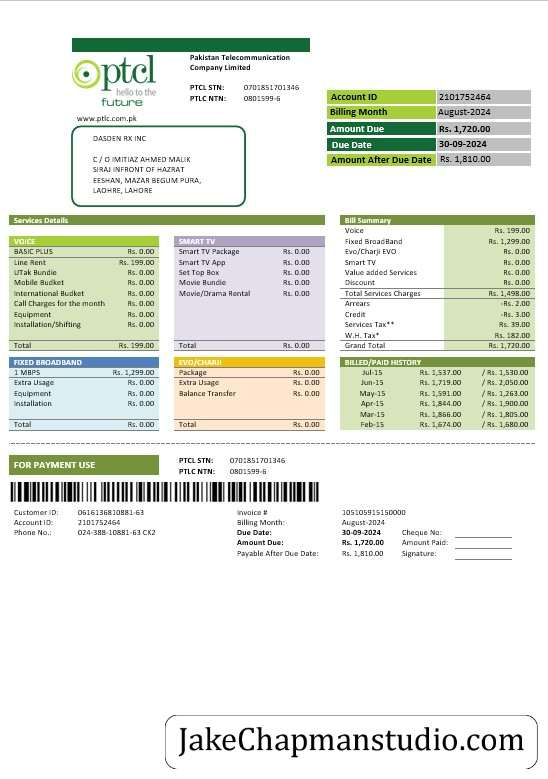 ptcl
hello to the
future
www.ptlc.com.pk
Pakistan Telecommunication
Company Limited
PTCL STN: 0701851701346
PTLC NTN: 0801599-6
Account ID 2101752464
Billing Month August-2024
Amount Due Rs. 1,720.00
Due Date 30-09-2024
Amount After Due Date Rs. 1,810.00
DASDEN RX INC
C / O IMITIAZ AHMED MALIK
SIRAJ INFRONT OF HAZRAT
EESHAN, MAZAR BEGUM PURA,
LAOHRE, LAHORE
Services Details
VOICE
BASIC PLUS Rs. 0.00
Line Rent Rs. 199.00
UTak Bundie Rs. 0.00
Mobile Budket Rs. 0.00
International Budket Rs. 0.00
Call Charges for the month Rs. 0.00
Equipment Rs. 0.00
Installation/Shifting Rs. 0.00
Total Rs. 199.00
SMART TV
Smart TV Package Rs. 0.00
Smart TV App Rs. 0.00
Set Top Box Rs. 0.00
Movie Bundie Rs. 0.00
Movie/Drama Rental Rs. 0.00
Total Rs. 0.00
Bill Summary
Voice Rs. 199.00
Fixed BroadBand Rs. 1,299.00
Evo/Charji EVO Rs. 0.00
Smart TV Rs. 0.00
Value added Services Rs. 0.00
Discount Rs. 0.00
Total Services Charges Rs. 1,498.00
Arrears -Rs. 2.00
Credit -Rs. 3.00
Services Tax** Rs. 39.00
W.H. Tax* Rs. 182.00
Grand Total Rs. 1,720.00
FIXED BROADBAND
1 MBPS Rs. 1,299.00
Extra Usage Rs. 0.00
Equipment Rs. 0.00
Installation Rs. 0.00
Total Rs. 0.00
EVO/CHARJI
Package Rs. 0.00
Extra Usage Rs. 0.00
Balance Transfer Rs. 0.00
Total Rs. 0.00
BILLED/PAID HISTORY
Jul-15 Rs. 1,537.00 / Rs. 1,530.00
Jun-15 Rs. 1,719.00 / Rs. 2,050.00
May-15 Rs. 1,591.00 / Rs. 1,263.00
Apr-15 Rs. 1,844.00 / Rs. 1,900.00
Mar-15 Rs. 1,866.00 / Rs. 1,805.00
Feb-15 Rs. 1,674.00 / Rs. 1,680.00
FOR PAYMENT USE
PTCL STN: 0701851701346
PTLC NTN: 0801599-6
Customer ID: 0616136810881-63
Account ID: 2101752464
Phone No.: 024-388-10881-63 CK2
Invoice # 105105915150000
Billing Month: August-2024
Due Date: 30-09-2024 Cheque No:
Amount Due: Rs. 1,720.00 Amount Paid:
Payable After Due Date: Rs. 1,810.00 Signature:
JakeChapmanstudio.com